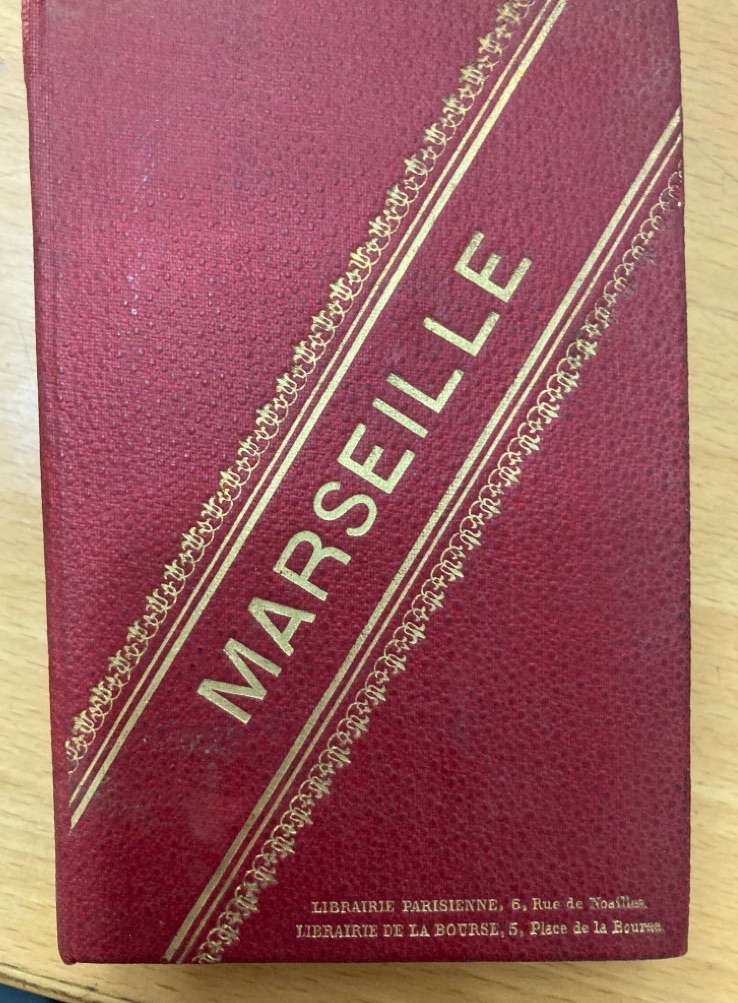 MARSEILLE
LIBRAIRIE PARISIENNE, 6, Rue de Noailles.
LIBRAIRIE DE LA BOURSE, 5, Place de la Bourse.